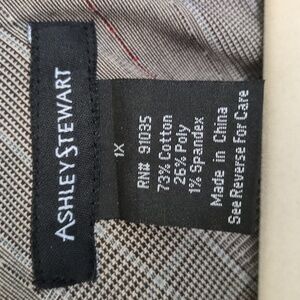 ASHLEY STEWART
1X
RN# 91035
73% Cotton
26% Poly
1% Spandex
Made in China
See Reverse For Care